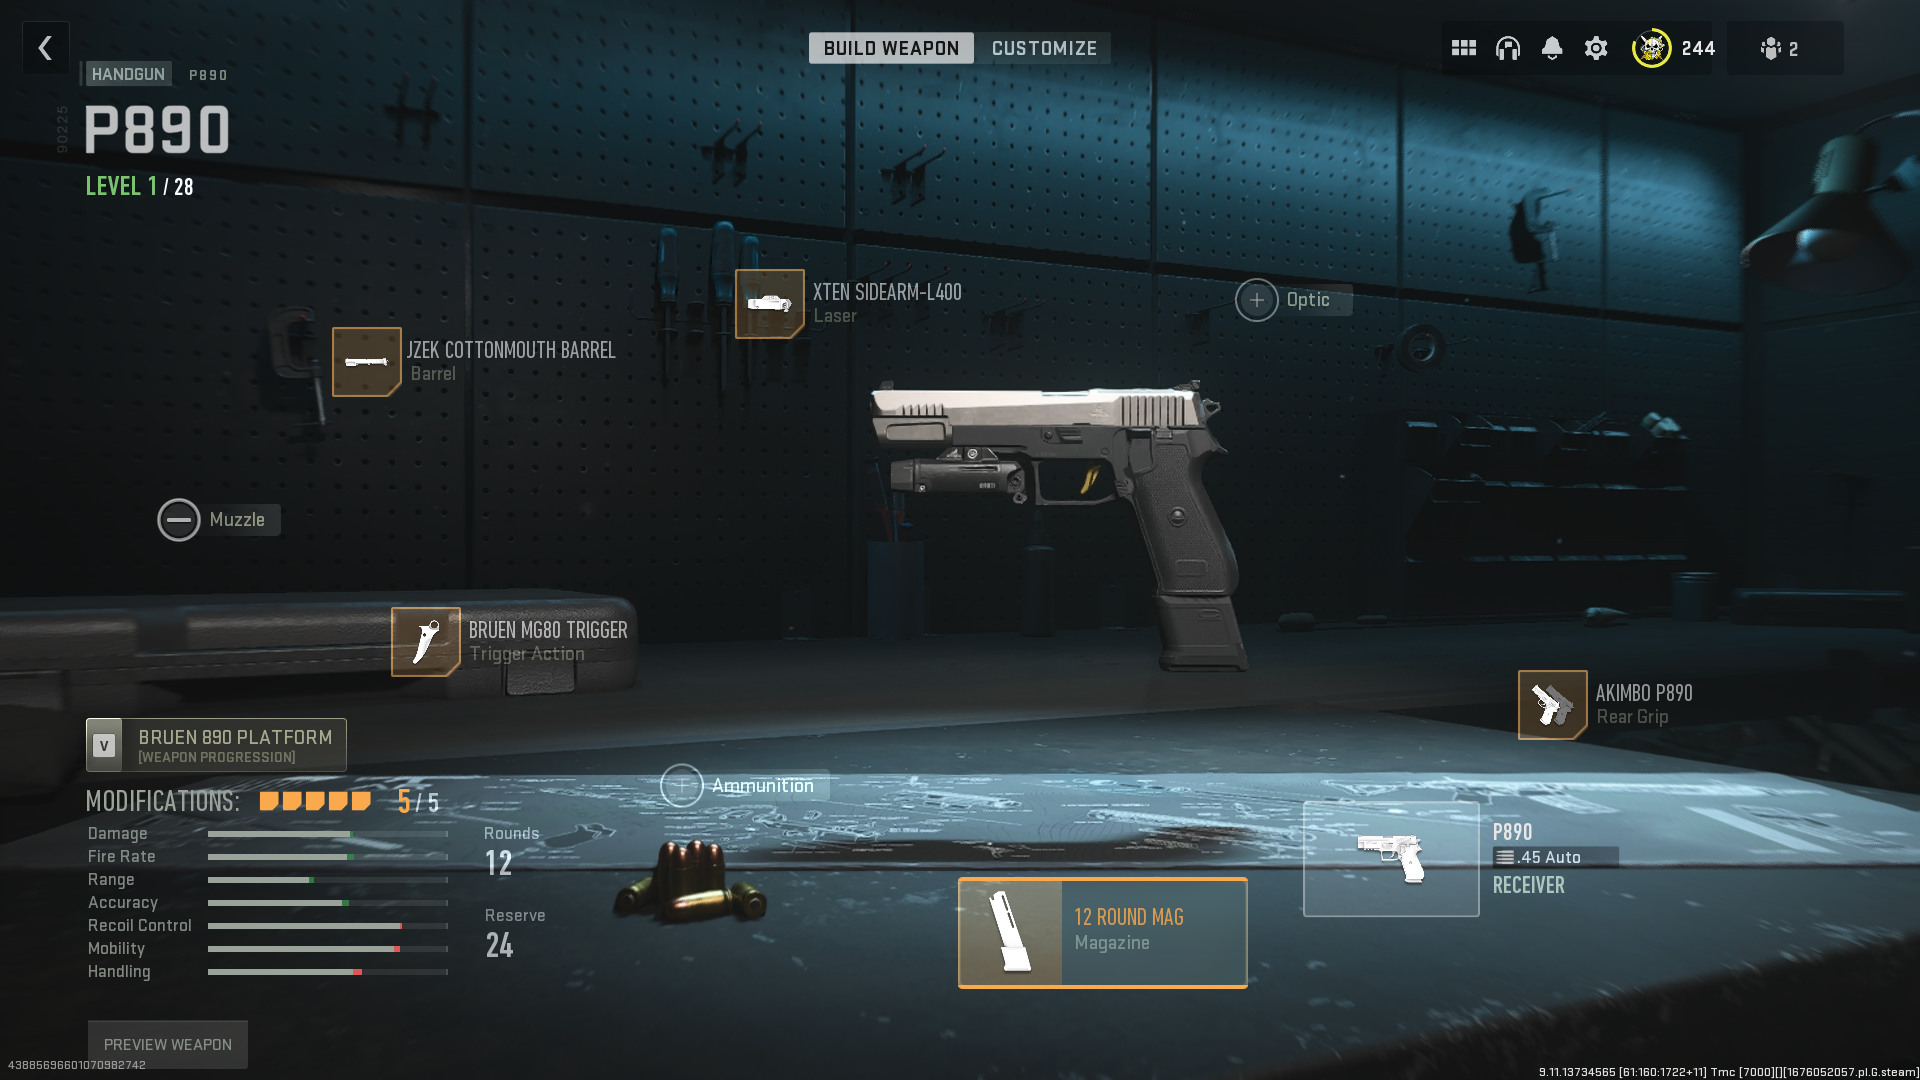 BUILD WEAPON
CUSTOMIZE
244
2
HANDGUN
P890
90225
P890
LEVEL 1 / 28
XTEN SIDEARM-L400
Laser
Optic
JZEK COTTONMOUTH BARREL
Barrel
Muzzle
BRUEN MG80 TRIGGER
Trigger Action
AKIMBO P890
Rear Grip
V
BRUEN 890 PLATFORM
[WEAPON PROGRESSION]
Ammunition
MODIFICATIONS: 5 / 5
Damage
Fire Rate
Range
Accuracy
Recoil Control
Mobility
Handling
Rounds
12
Reserve
24
12 ROUND MAG
Magazine
P890
.45 Auto
RECEIVER
PREVIEW WEAPON
43885696601070982742
9.11.13734565 [61:160:1722+11] Tmc [7000][][1676052057.pl.G.steam]